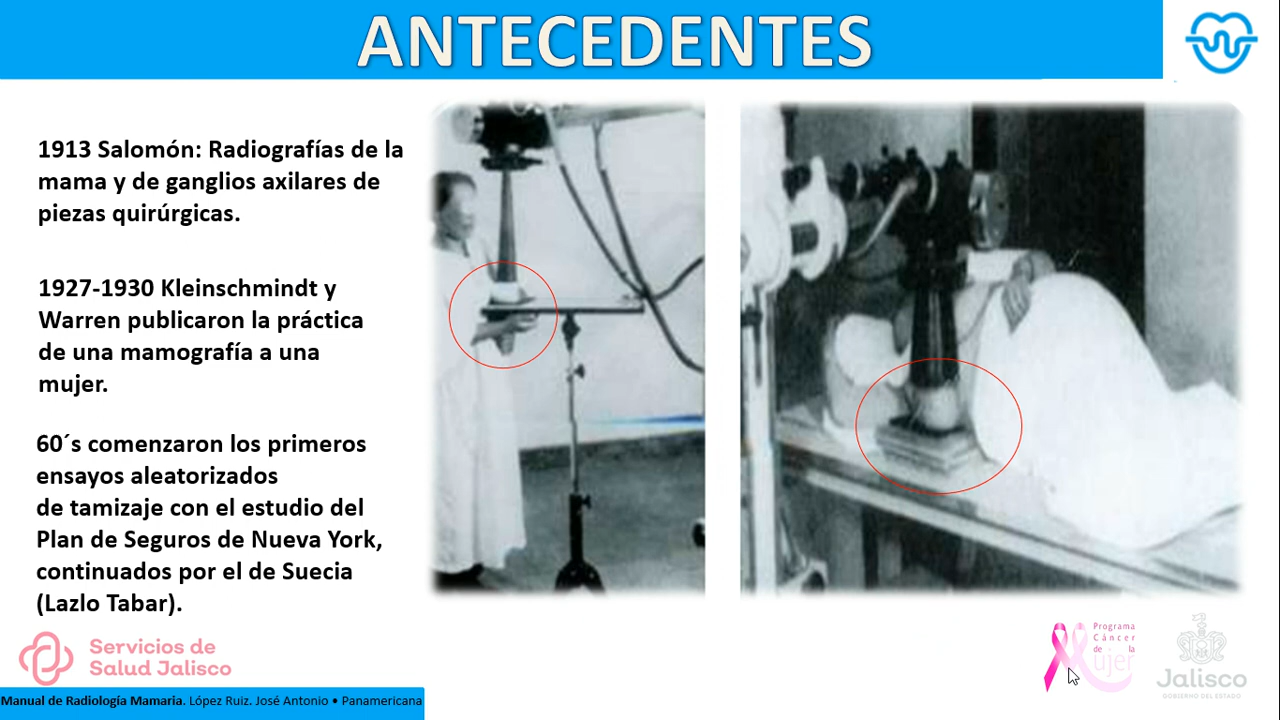 ANTECEDENTES
1913 Salomón: Radiografías de la
mama y de ganglios axilares de
piezas quirúrgicas.
1927-1930 Kleinschmindt y
Warren publicaron la práctica
de una mamografía a una
mujer.
60´s comenzaron los primeros
ensayos aleatorizados
de tamizaje con el estudio del
Plan de Seguros de Nueva York,
continuados por el de Suecia
(Lazlo Tabar).
Servicios de
Salud Jalisco
Programa
Cáncer
de la
Mujer
Jalisco
GOBIERNO DEL ESTADO
Manual de Radiología Mamaria. López Ruiz. José Antonio • Panamericana